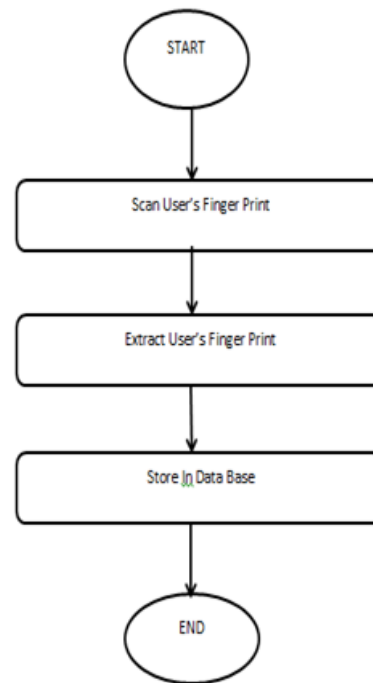 START
Scan User's Finger Print
Extract User's Finger Print
Store In Data Base
END